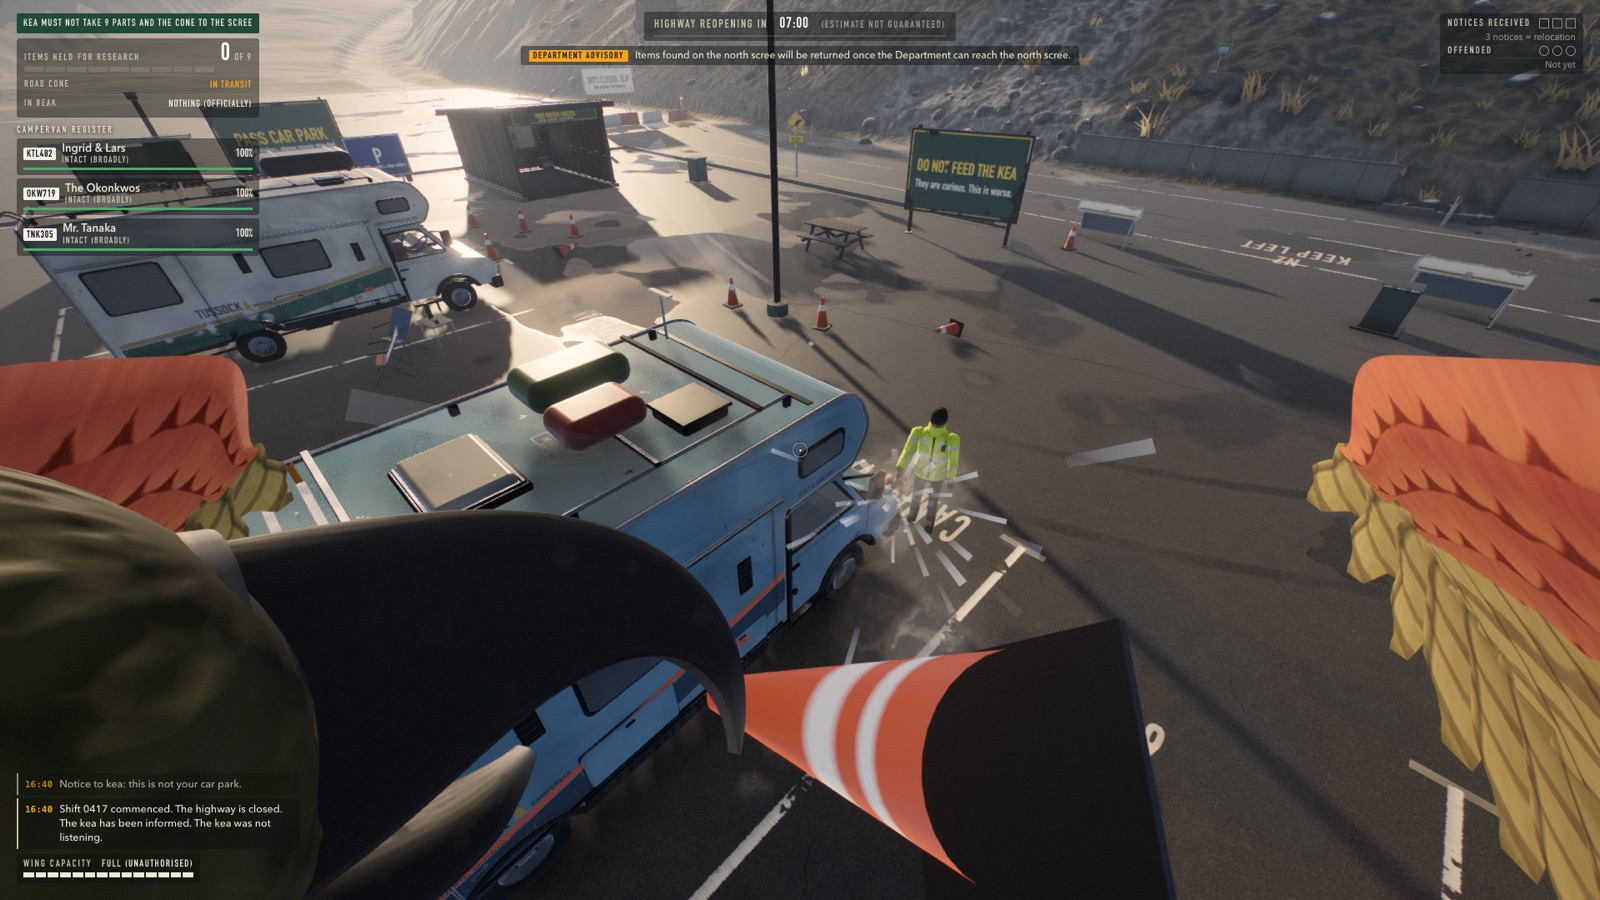 KEA MUST NOT TAKE 9 PARTS AND THE CONE TO THE SCREE
ITEMS HELD FOR RESEARCH 0 OF 9
ROAD CONE IN TRANSIT
IN BEAK NOTHING (OFFICIALLY)
CAMPERVAN REGISTER
KTL482 Ingrid & Lars 100%
INTACT (BROADLY)
OKW719 The Okonkwos 100%
INTACT (BROADLY)
TNK305 Mr. Tanaka 100%
INTACT (BROADLY)
HIGHWAY REOPENING IN 07:00 (ESTIMATE NOT GUARANTEED)
DEPARTMENT ADVISORY Items found on the north scree will be returned once the Department can reach the north scree.
NOTICES RECEIVED
3 notices = relocation
OFFENDED
Not yet
PASS CAR PARK
P
DO NOT FEED THE KEA
They are curious. This is worse.
KEEP LEFT
NZ
TUSSOCK
16:40 Notice to kea: this is not your car park.
16:40 Shift 0417 commenced. The highway is closed.
The kea has been informed. The kea was not
listening.
WING CAPACITY FULL (UNAUTHORISED)